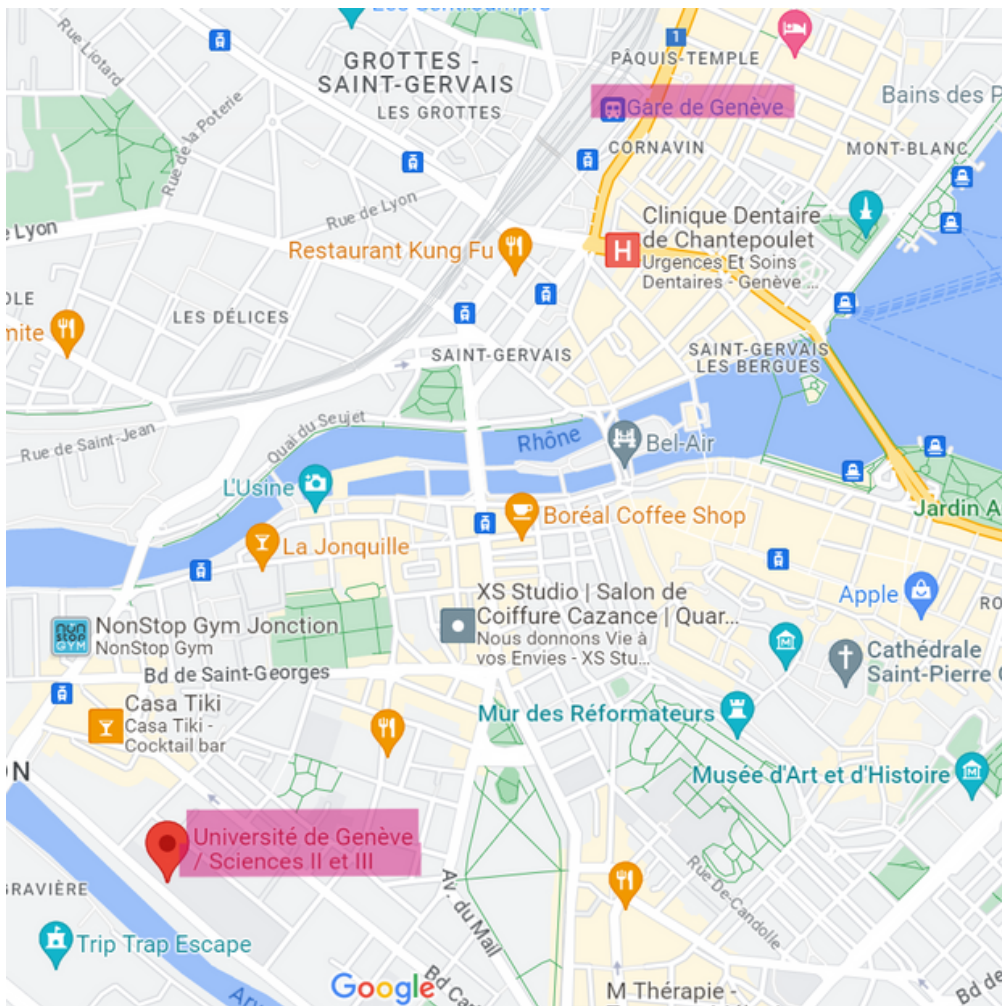 Rue Liotard
GROTTES -
SAINT-GERVAIS
LES GROTTES
Rue de la Poterie
1
PÂQUIS-TEMPLE
Gare de Genève
Bains des P
CORNAVIN
MONT-BLANC
Rue de Lyon
e Lyon
Restaurant Kung Fu
H
Clinique Dentaire
de Chantepoulet
Urgences Et Soins
Dentaires - Genève ...
LES DÉLICES
mite
SAINT-GERVAIS
SAINT-GERVAIS
LES BERGUES
Rue de Saint-Jean
Quai du Seujet
Rhône
Bel-Air
L'Usine
Boréal Coffee Shop
Jardin A
La Jonquille
Apple
RO
XS Studio | Salon de
Coiffure Cazance | Quar...
Nous donnons Vie à
vos Envies - XS Stu...
non
stop
GYM
NonStop Gym Jonction
NonStop Gym
Bd de Saint-Georges
Cathédrale
Saint-Pierre
Casa Tiki
Casa Tiki -
Cocktail bar
Mur des Réformateurs
ON
Musée d'Art et d'Histoire
Université de Genève
/ Sciences II et III
GRAVIÈRE
Av. du Mail
Rue De-Candolle
Trip Trap Escape
Google
Bd Ca
M Thérapie -
Bd de